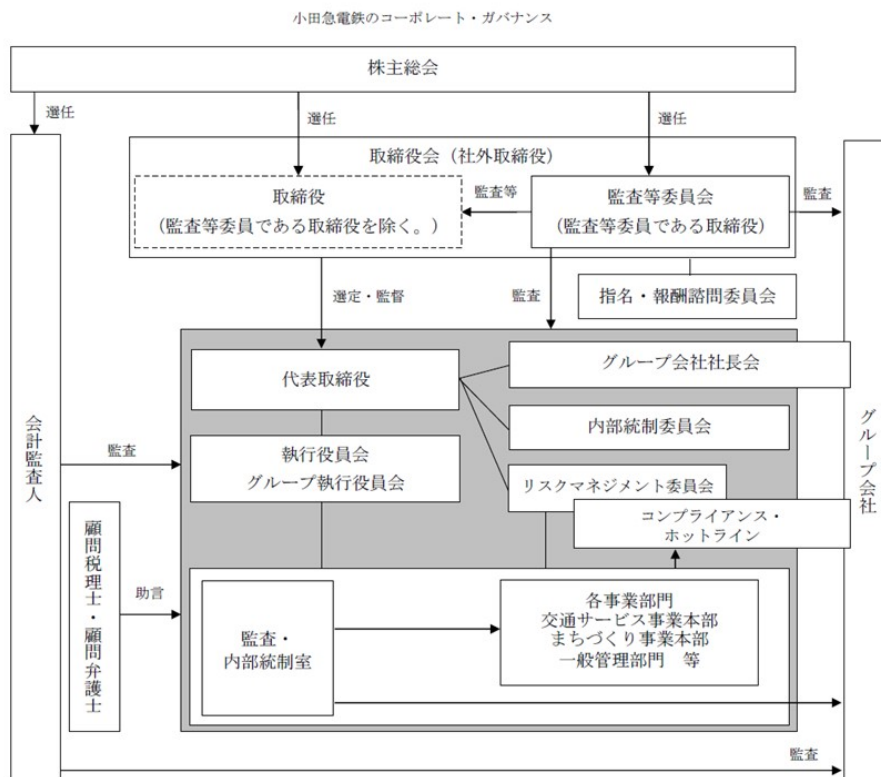 小田急電鉄のコーポレート・ガバナンス
株主総会
選任
選任
選任
取締役会（社外取締役）
取締役
（監査等委員である取締役を除く。）
監査等
監査等委員会
（監査等委員である取締役）
監査
選定・監督
監査
指名・報酬諮問委員会
代表取締役
グループ会社社長会
内部統制委員会
執行役員会
グループ執行役員会
リスクマネジメント委員会
コンプライアンス・
ホットライン
会計監査人
監査
グループ会社
顧問税理士・顧問弁護士
助言
監査・
内部統制室
各事業部門
交通サービス事業本部
まちづくり事業本部
一般管理部門　等
監査